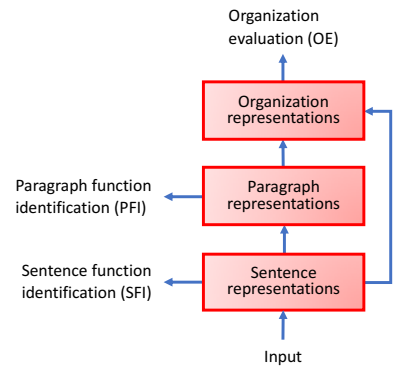 Organization
evaluation (OE)
Organization
representations
Paragraph function
identification (PFI)
Paragraph
representations
Sentence function
identification (SFI)
Sentence
representations
Input